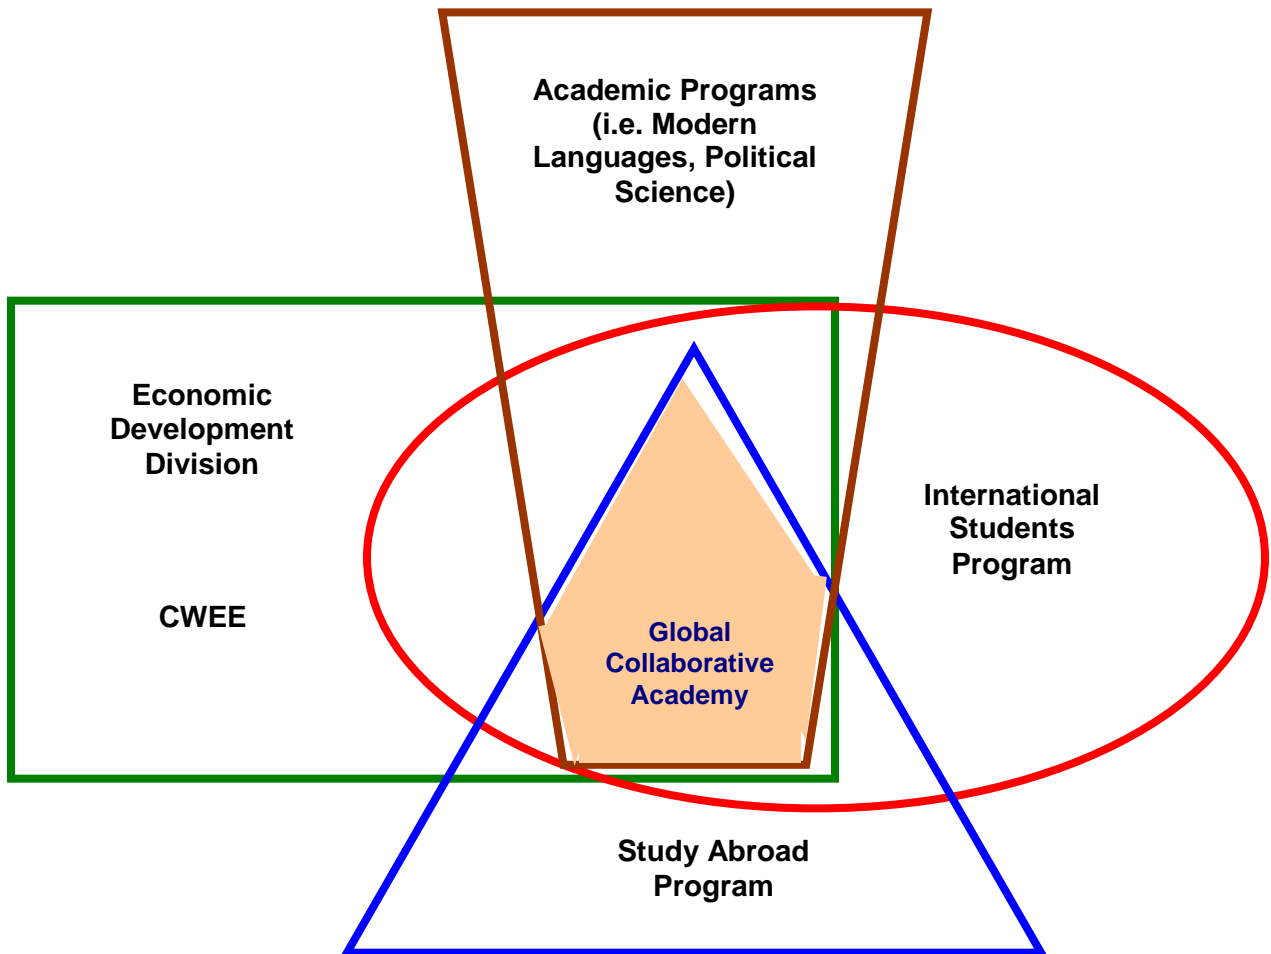 Academic Programs
(i.e. Modern
Languages, Political
Science)
Economic
Development
Division
International
Students
Program
CWEE
Global
Collaborative
Academy
Study Abroad
Program